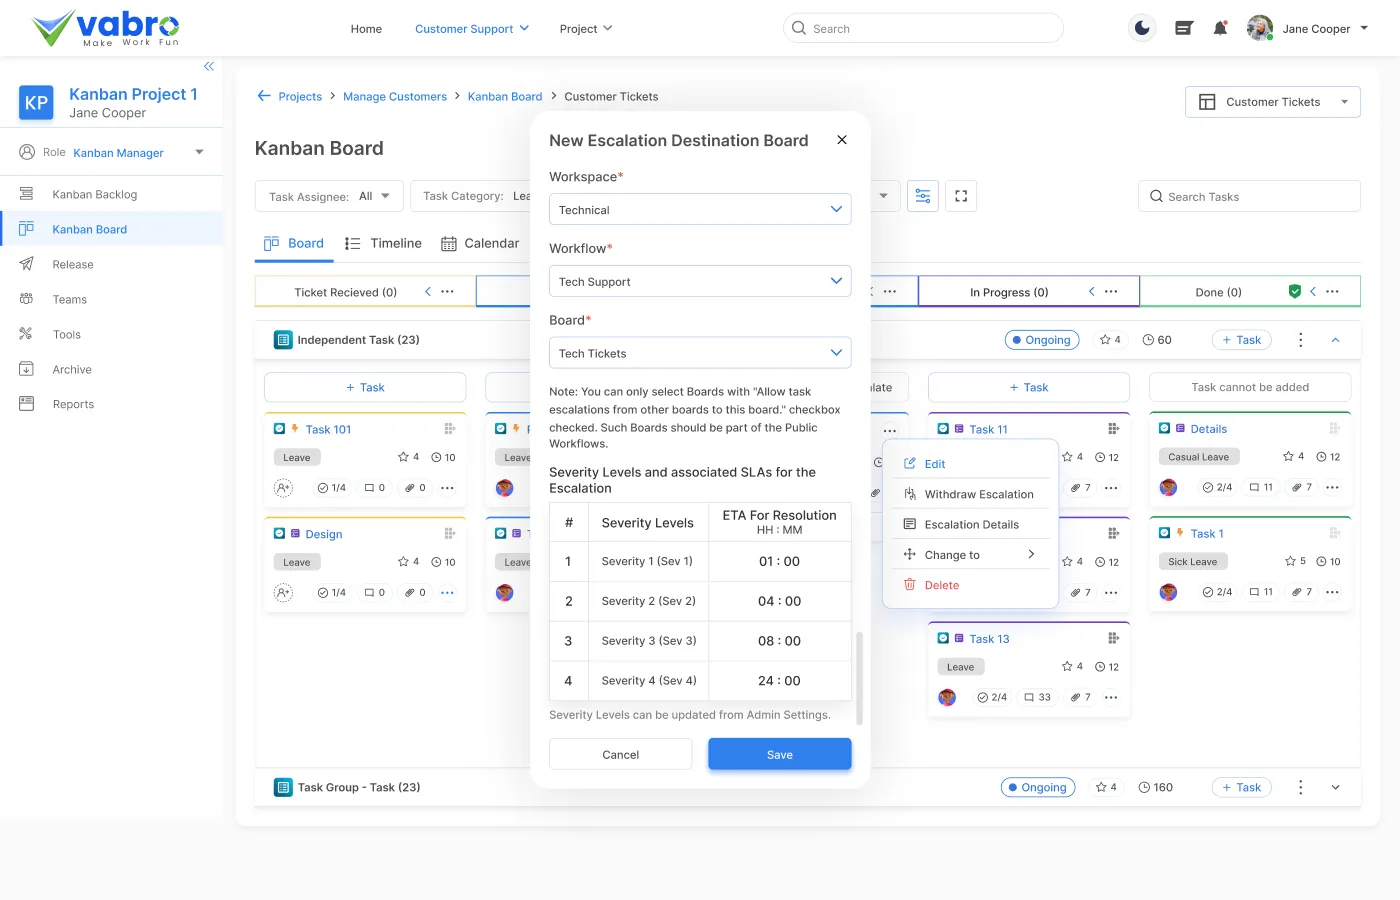 vabro
Make Work Fun
Home
Customer Support
Project
Search
Jane Cooper
KP
Kanban Project 1
Jane Cooper
Role Kanban Manager
Kanban Backlog
Kanban Board
Release
Teams
Tools
Archive
Reports
Projects > Manage Customers > Kanban Board > Customer Tickets
Customer Tickets
Kanban Board
Task Assignee: All
Task Category: Lea
Search Tasks
Board
Timeline
Calendar
Ticket Recieved (0)
In Progress (0)
Done (0)
Independent Task (23)
Ongoing
4
60
+ Task
+ Task
late
+ Task
Task cannot be added
Task 101
Leave
4
10
1/4
0
0
Design
Leave
4
10
1/4
0
0
Leave
Leave
Task 11
4
12
7
4
12
7
Task 13
Leave
4
12
2/4
33
7
Details
Casual Leave
4
12
2/4
11
7
Task 1
Sick Leave
5
10
2/4
11
7
Edit
Withdraw Escalation
Escalation Details
Change to
Delete
Task Group - Task (23)
Ongoing
4
160
+ Task
New Escalation Destination Board
Workspace*
Technical
Workflow*
Tech Support
Board*
Tech Tickets
Note: You can only select Boards with "Allow task
escalations from other boards to this board." checkbox
checked. Such Boards should be part of the Public
Workflows.
Severity Levels and associated SLAs for the
Escalation
# Severity Levels ETA For Resolution
HH : MM
1 Severity 1 (Sev 1) 01 : 00
2 Severity 2 (Sev 2) 04 : 00
3 Severity 3 (Sev 3) 08 : 00
4 Severity 4 (Sev 4) 24 : 00
Severity Levels can be updated from Admin Settings.
Cancel
Save